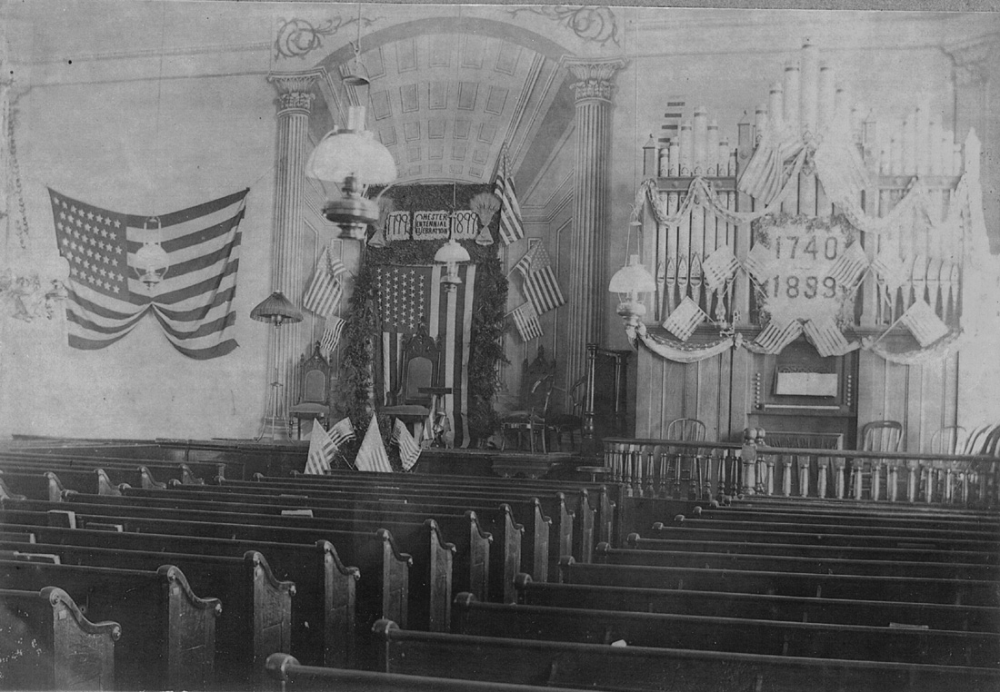 1799
CHESTER
CENTENNIAL
CELEBRATION
1899
1740
1899